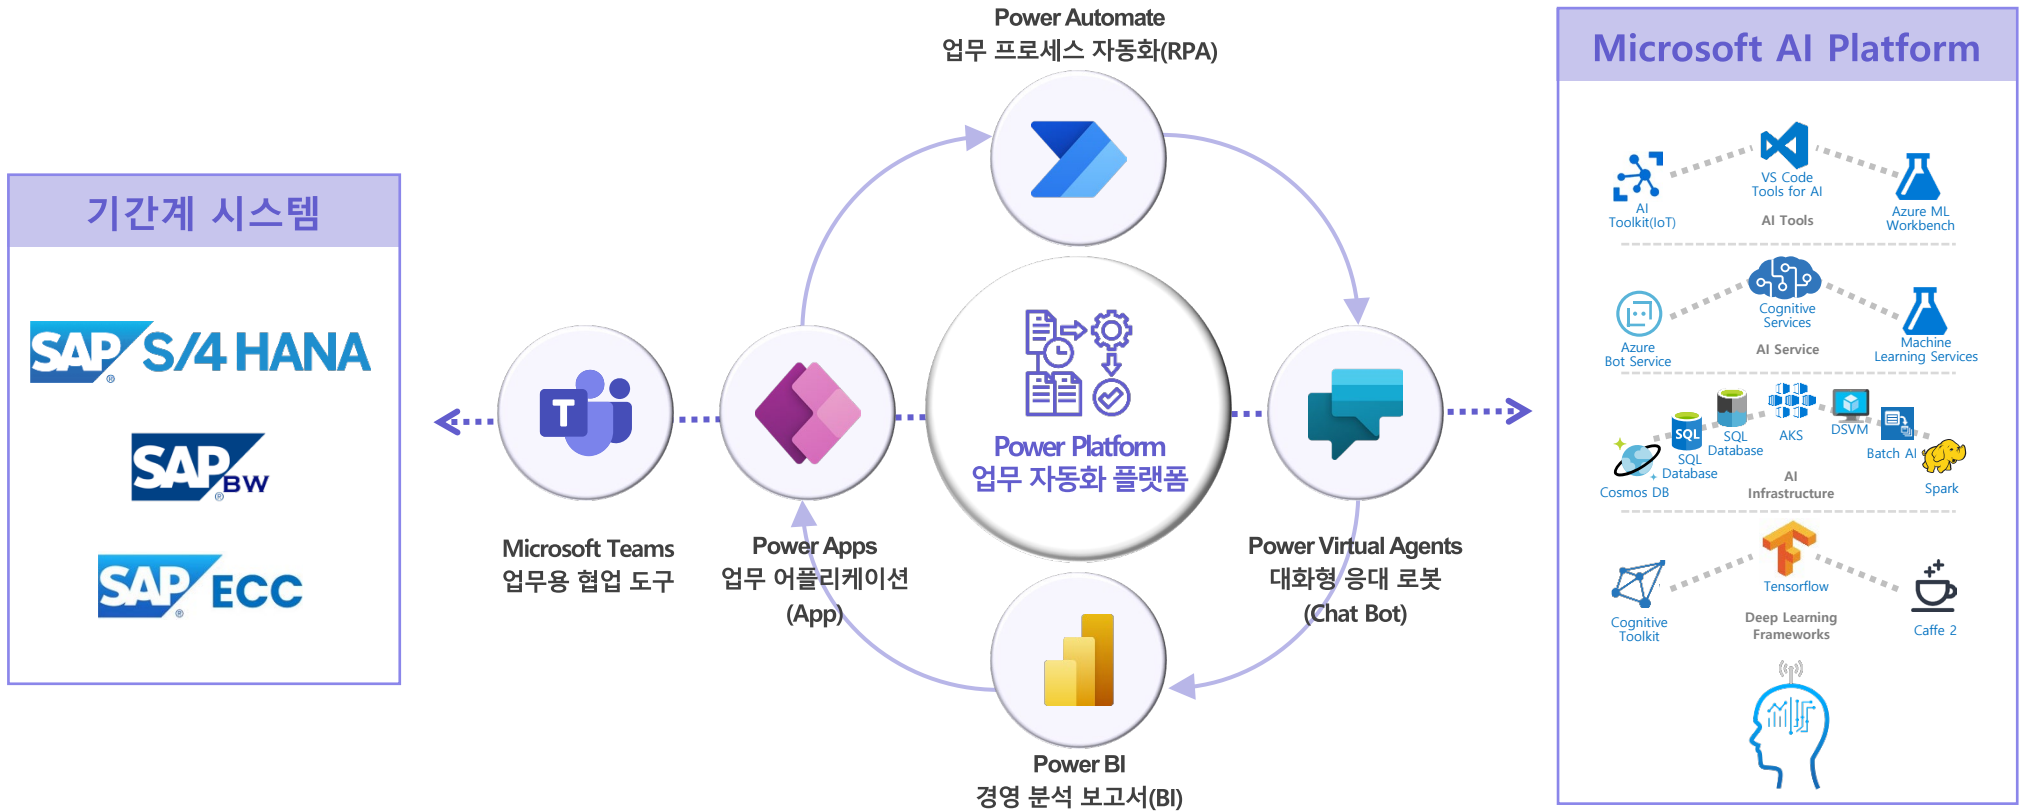 기간계 시스템
SAP® S/4 HANA
SAP® BW
SAP® ECC
Power Automate
업무 프로세스 자동화(RPA)
T
Microsoft Teams
업무용 협업 도구
Power Apps
업무 어플리케이션
(App)
Power Platform
업무 자동화 플랫폼
Power Virtual Agents
대화형 응대 로봇
(Chat Bot)
Power BI
경영 분석 보고서(BI)
Microsoft AI Platform
AI
Toolkit(IoT)
VS Code
Tools for AI
Azure ML
Workbench
AI Tools
Azure
Bot Service
Cognitive
Services
Machine
Learning Services
AI Service
Cosmos DB
SQL
SQL
Database
SQL
Database
AKS
DSVM
Batch AI
Spark
AI
Infrastructure
Cognitive
Toolkit
Tensorflow
Caffe 2
Deep Learning
Frameworks